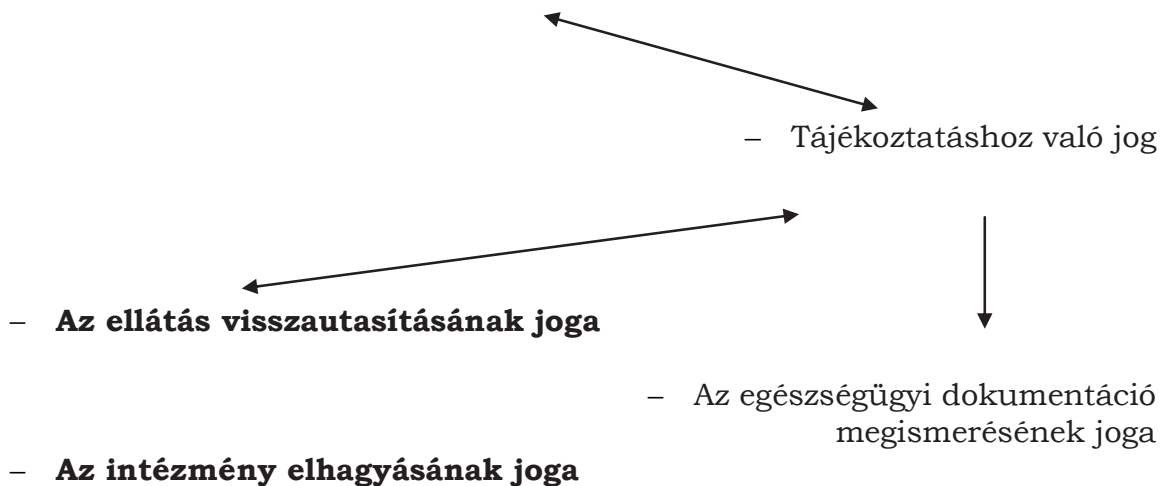 – Tájékoztatáshoz való jog
– Az ellátás visszautasításának joga
– Az egészségügyi dokumentáció
megismerésének joga
– Az intézmény elhagyásának joga